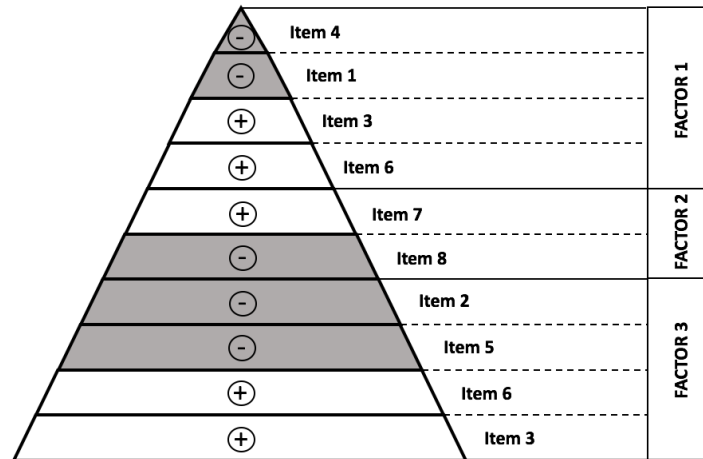 - Item 4
- Item 1
+ Item 3
+ Item 6
+ Item 7
- Item 8
- Item 2
- Item 5
+ Item 6
+ Item 3
FACTOR 1
FACTOR 2
FACTOR 3